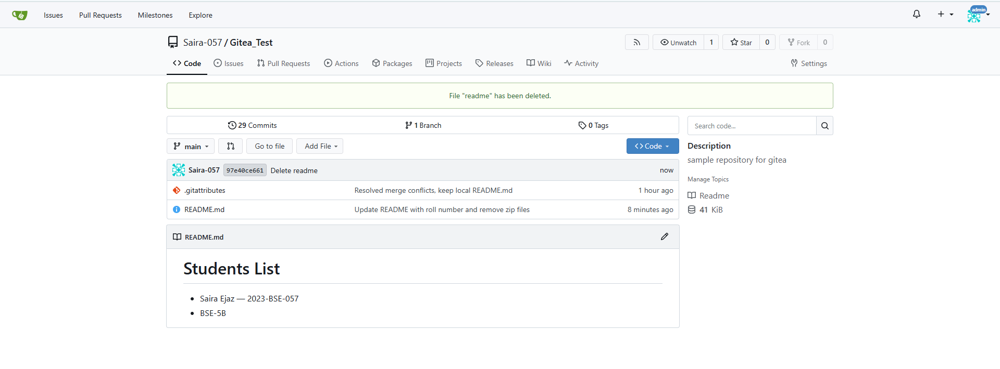 Issues Pull Requests Milestones Explore admin
Saira-057 / Gitea_Test Unwatch 1 Star 0 Fork 0
Code Issues Pull Requests Actions Packages Projects Releases Wiki Activity Settings
File "readme" has been deleted.
29 Commits 1 Branch 0 Tags
Search code...
main Go to file Add File Code
Description
sample repository for gitea
Saira-057 97e40ce661 Delete readme now
Manage Topics
.gitattributes Resolved merge conflicts, keep local README.md 1 hour ago
Readme
README.md Update README with roll number and remove zip files 8 minutes ago
41 KiB
README.md
Students List
Saira Ejaz — 2023-BSE-057
BSE-5B